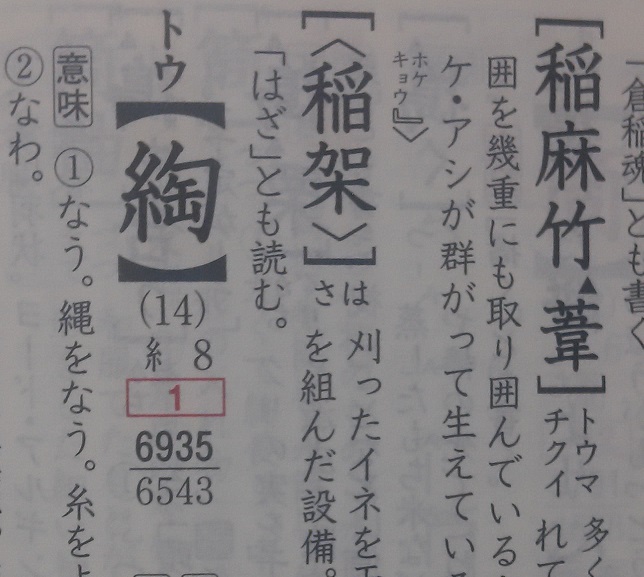 「倉稲魂」とも書く
[稲麻竹▲葦]
トウマチクイ
多く
れて
囲を幾重にも取り囲んでいる
ケ・アシが群がって生えている
ホケキョウ
』〉
[〈稲架〉]
はさ
刈ったイネを
を組んだ設備。
「はざ」とも読む。
トウ
【綯】
(14)
糸 8
1
6935
6543
意味 ①なう。縄をなう。糸をよ
②なわ。